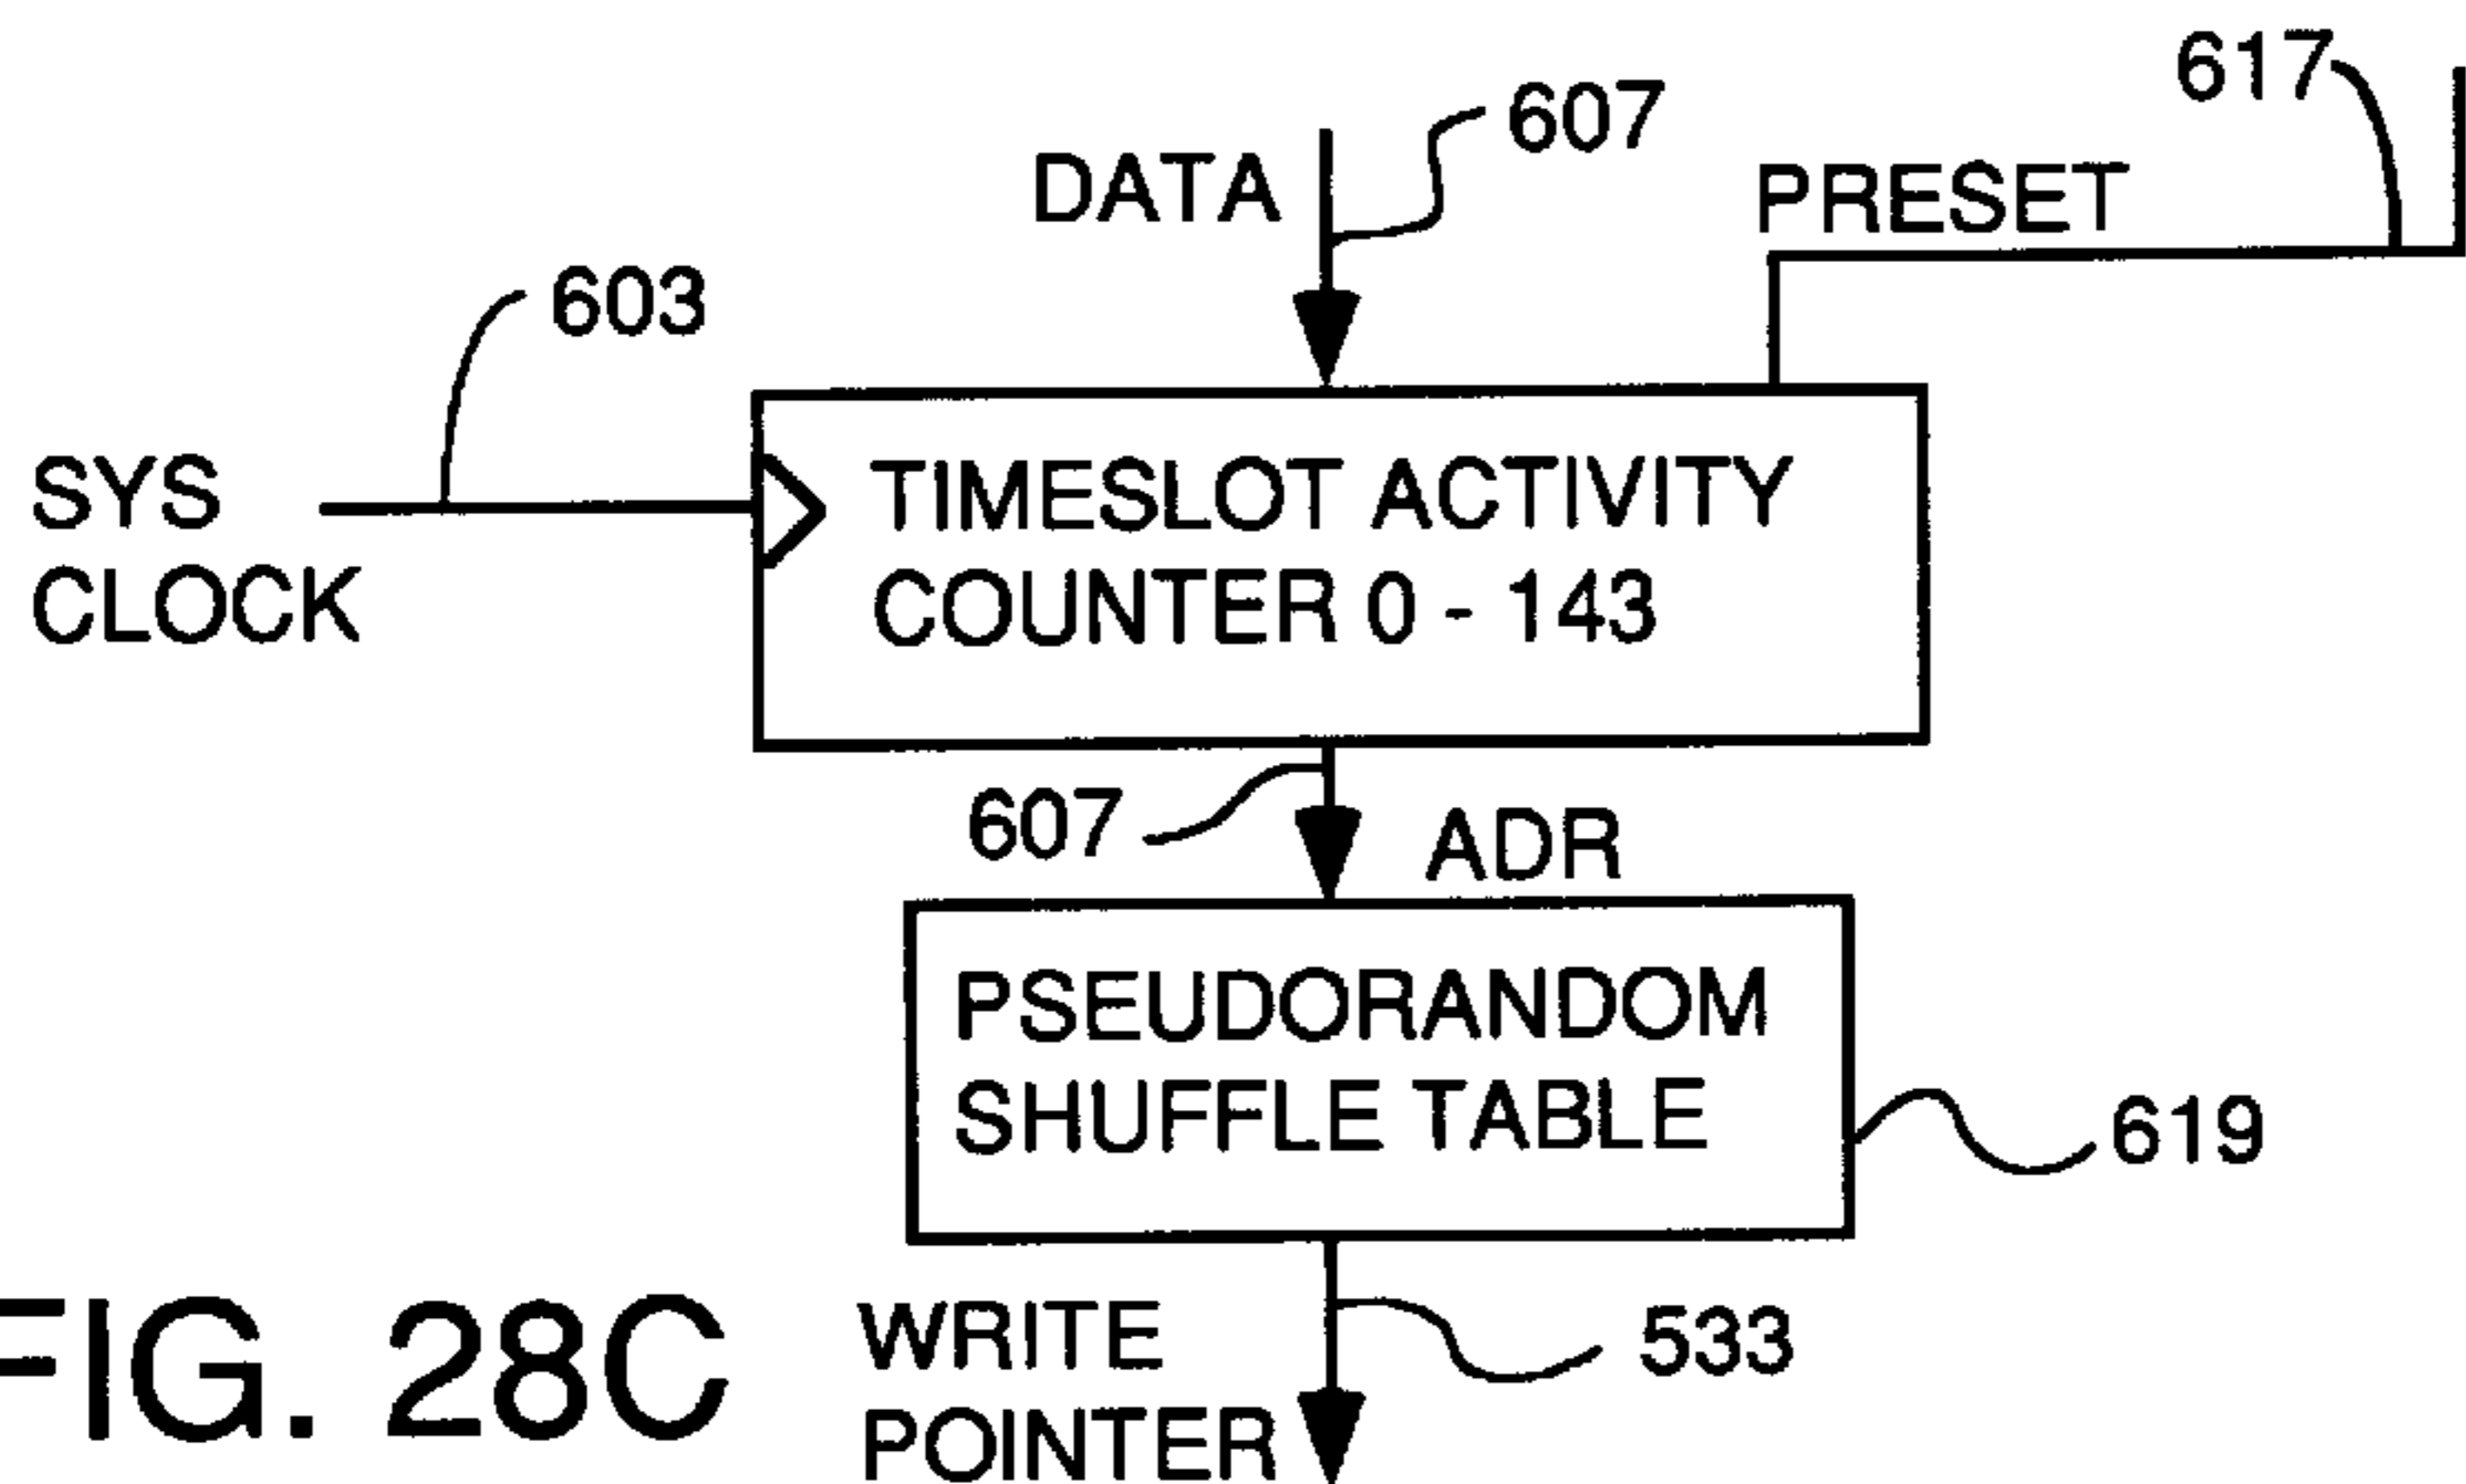 617
607
DATA
PRESET
603
SYS
CLOCK
TIMESLOT ACTIVITY
COUNTER 0 - 143
607
ADR
PSEUDORANDOM
SHUFFLE TABLE
619
WRITE
POINTER
533
FIG. 28C